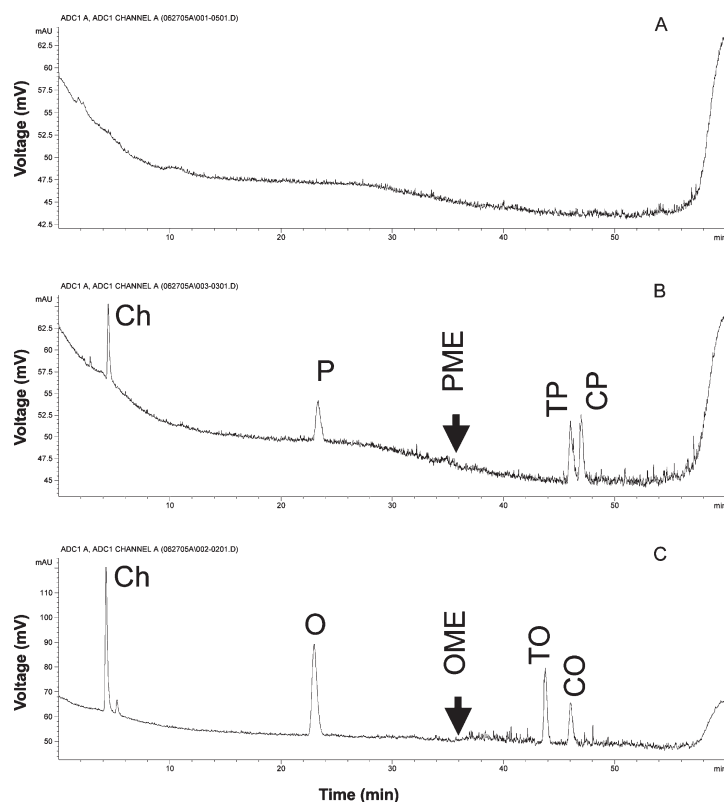 ADC1 A, ADC1 CHANNEL A (062705A\001-0501.D)
A
mAU
62.5
60
57.5
55
52.5
50
47.5
45
42.5
Voltage (mV)
10 20 30 40 50 min
ADC1 A, ADC1 CHANNEL A (062705A\003-0301.D)
B
mAU
62.5
60
57.5
55
52.5
50
47.5
45
Voltage (mV)
Ch
P
PME
TP
CP
10 20 30 40 50 min
ADC1 A, ADC1 CHANNEL A (062705A\002-0201.D)
C
mAU
110
100
90
80
70
60
50
Voltage (mV)
Ch
O
OME
TO
CO
10 20 30 40 50 min
Time (min)